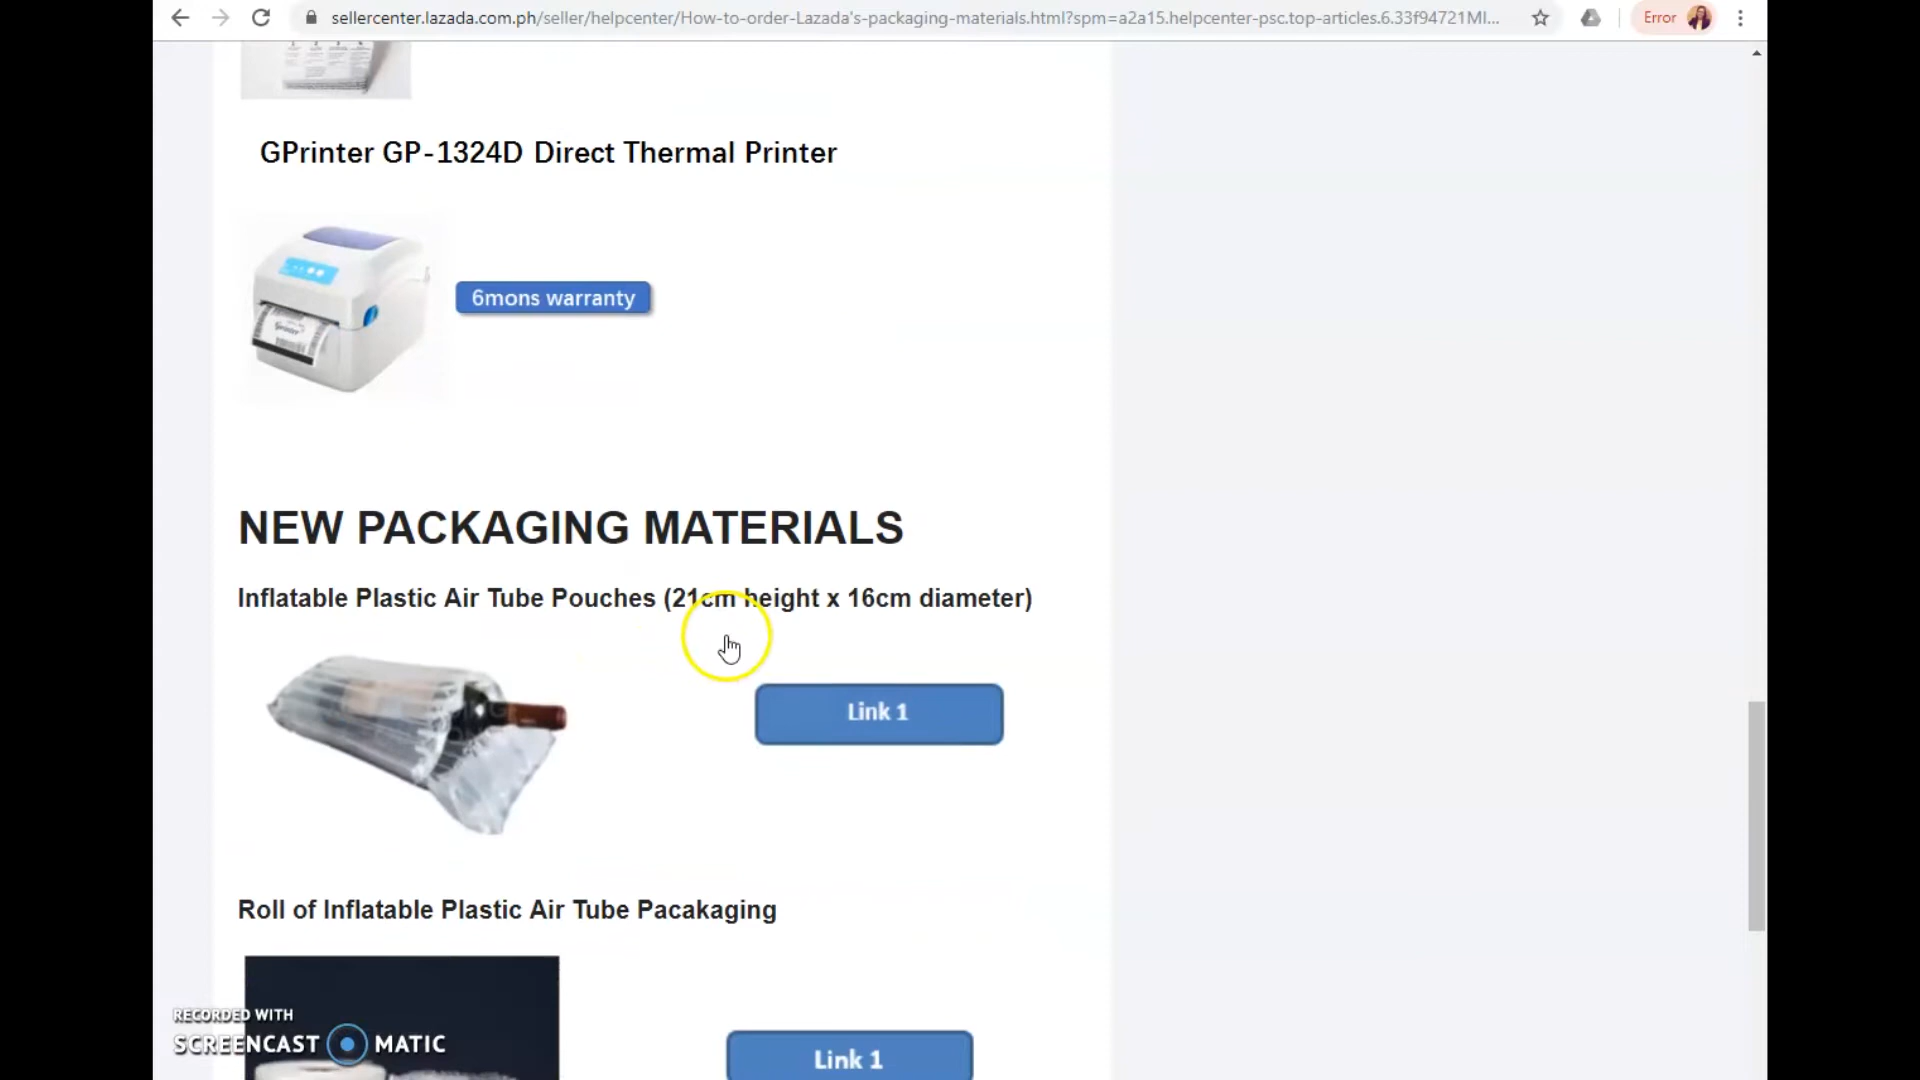 sellercenter.lazada.com.ph/seller/helpcenter/How-to-order-Lazada's-packaging-materials.html?spm=a2a15.helpcenter-psc.top-articles.6.33f94721Ml...
Error
GPrinter GP-1324D Direct Thermal Printer
6mons warranty
NEW PACKAGING MATERIALS
Inflatable Plastic Air Tube Pouches (21cm height x 16cm diameter)
Link 1
Roll of Inflatable Plastic Air Tube Pacakaging
Link 1
RECORDED WITH
SCREENCAST MATIC